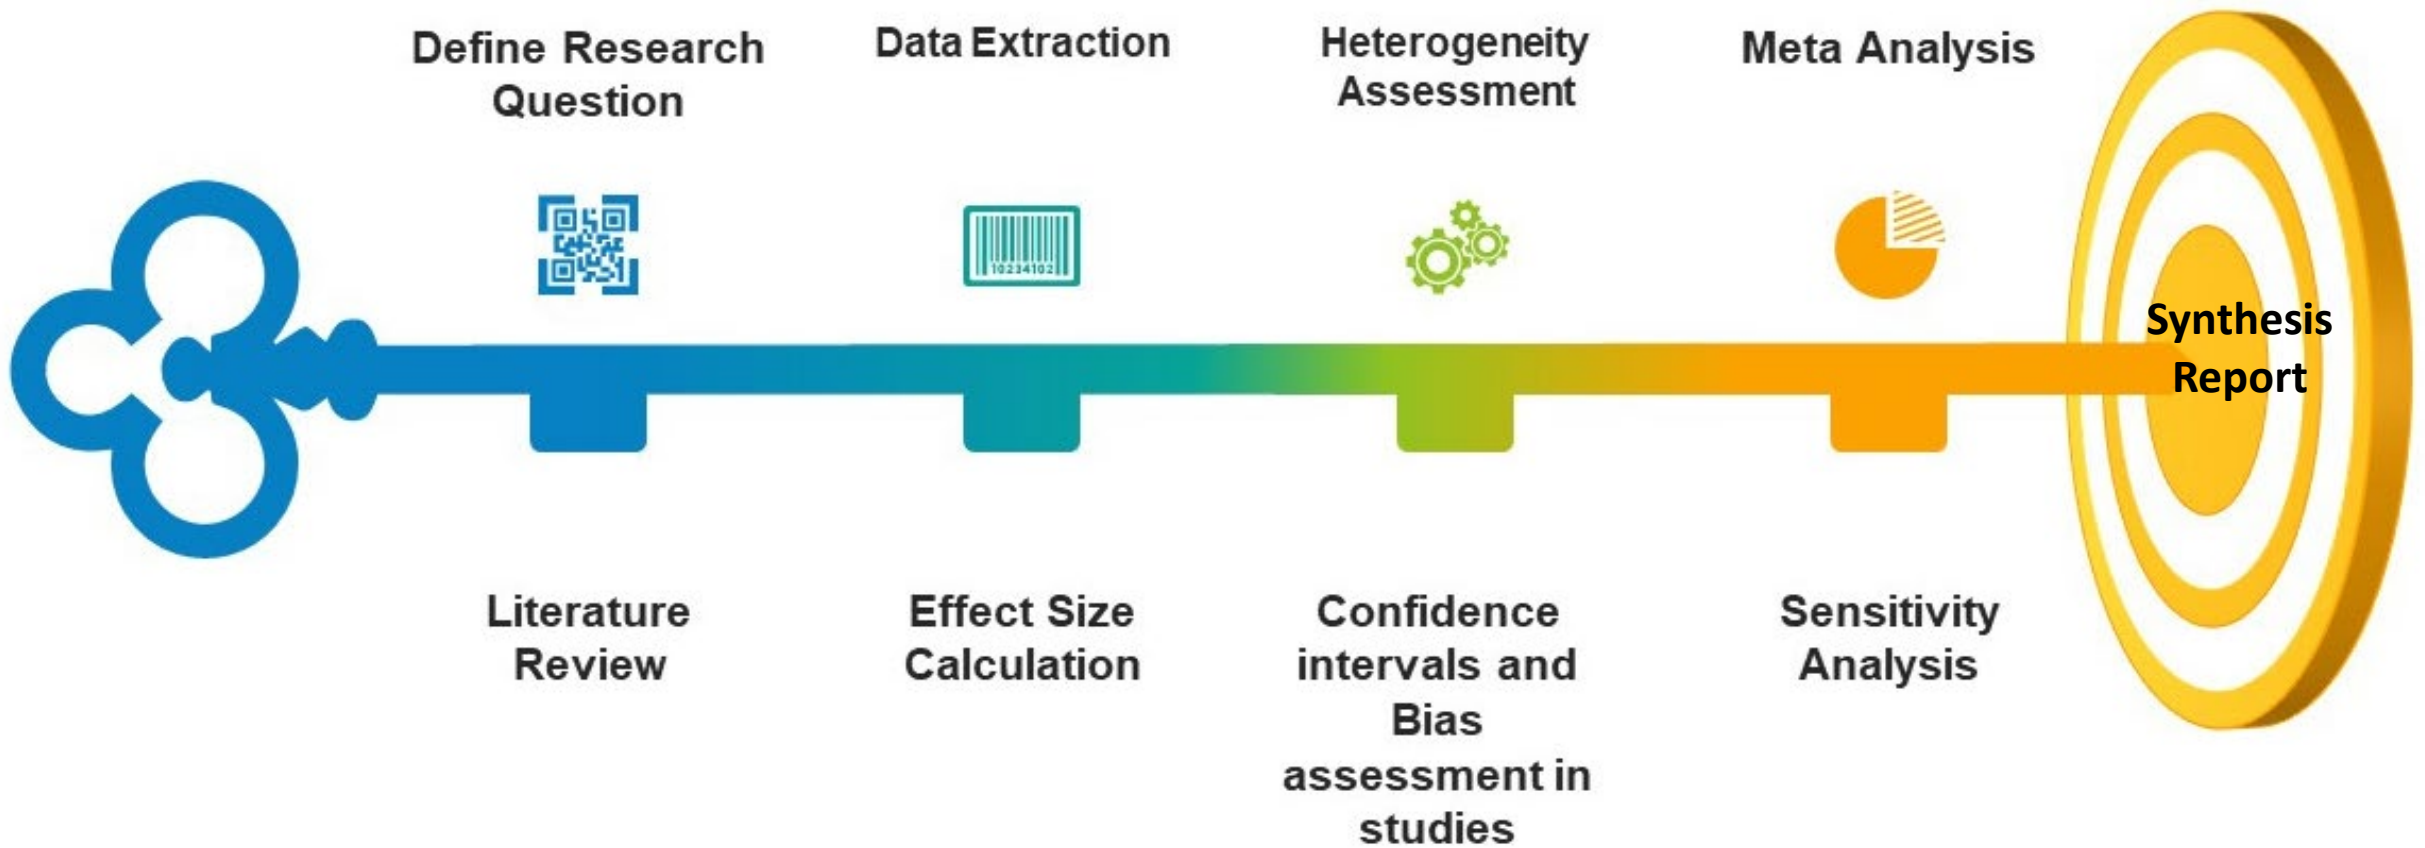 Define Research
Question
Data Extraction
Heterogeneity
Assessment
Meta Analysis
10234102
Synthesis
Report
Literature
Review
Effect Size
Calculation
Confidence
intervals and
Bias
assessment in
studies
Sensitivity
Analysis